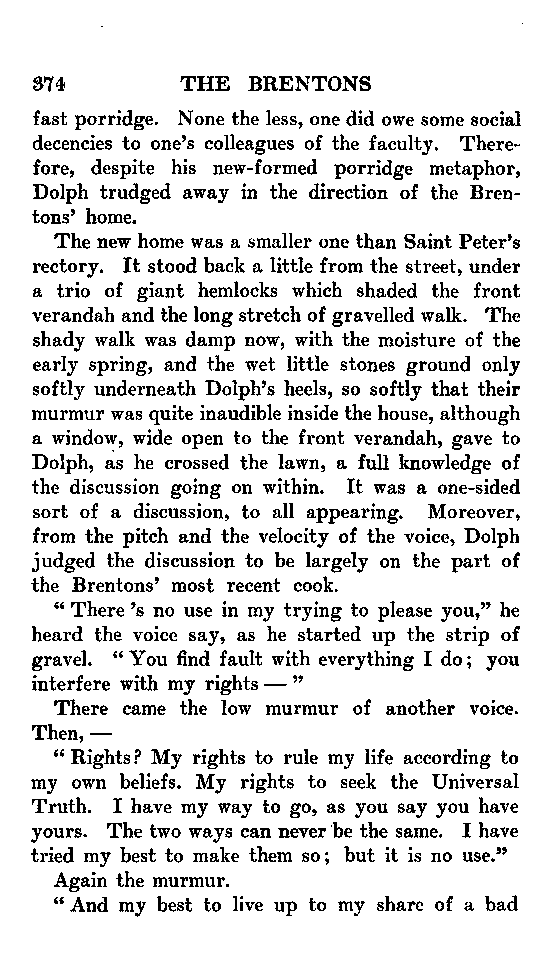 374 THE BRENTONS
fast porridge. None the less, one did owe some social
decencies to one's colleagues of the faculty. There-
fore, despite his new-formed porridge metaphor,
Dolph trudged away in the direction of the Bren-
tons' home.
The new home was a smaller one than Saint Peter's
rectory. It stood back a little from the street, under
a trio of giant hemlocks which shaded the front
verandah and the long stretch of gravelled walk. The
shady walk was damp now, with the moisture of the
early spring, and the wet little stones ground only
softly underneath Dolph's heels, so softly that their
murmur was quite inaudible inside the house, although
a window, wide open to the front verandah, gave to
Dolph, as he crossed the lawn, a full knowledge of
the discussion going on within. It was a one-sided
sort of a discussion, to all appearing. Moreover,
from the pitch and the velocity of the voice, Dolph
judged the discussion to be largely on the part of
the Brentons' most recent cook.
“ There 's no use in my trying to please you,” he
heard the voice say, as he started up the strip of
gravel. “ You find fault with everything I do; you
interfere with my rights — ”
There came the low murmur of another voice.
Then, —
“ Rights? My rights to rule my life according to
my own beliefs. My rights to seek the Universal
Truth. I have my way to go, as you say you have
yours. The two ways can never be the same. I have
tried my best to make them so; but it is no use.”
Again the murmur.
“ And my best to live up to my share of a bad